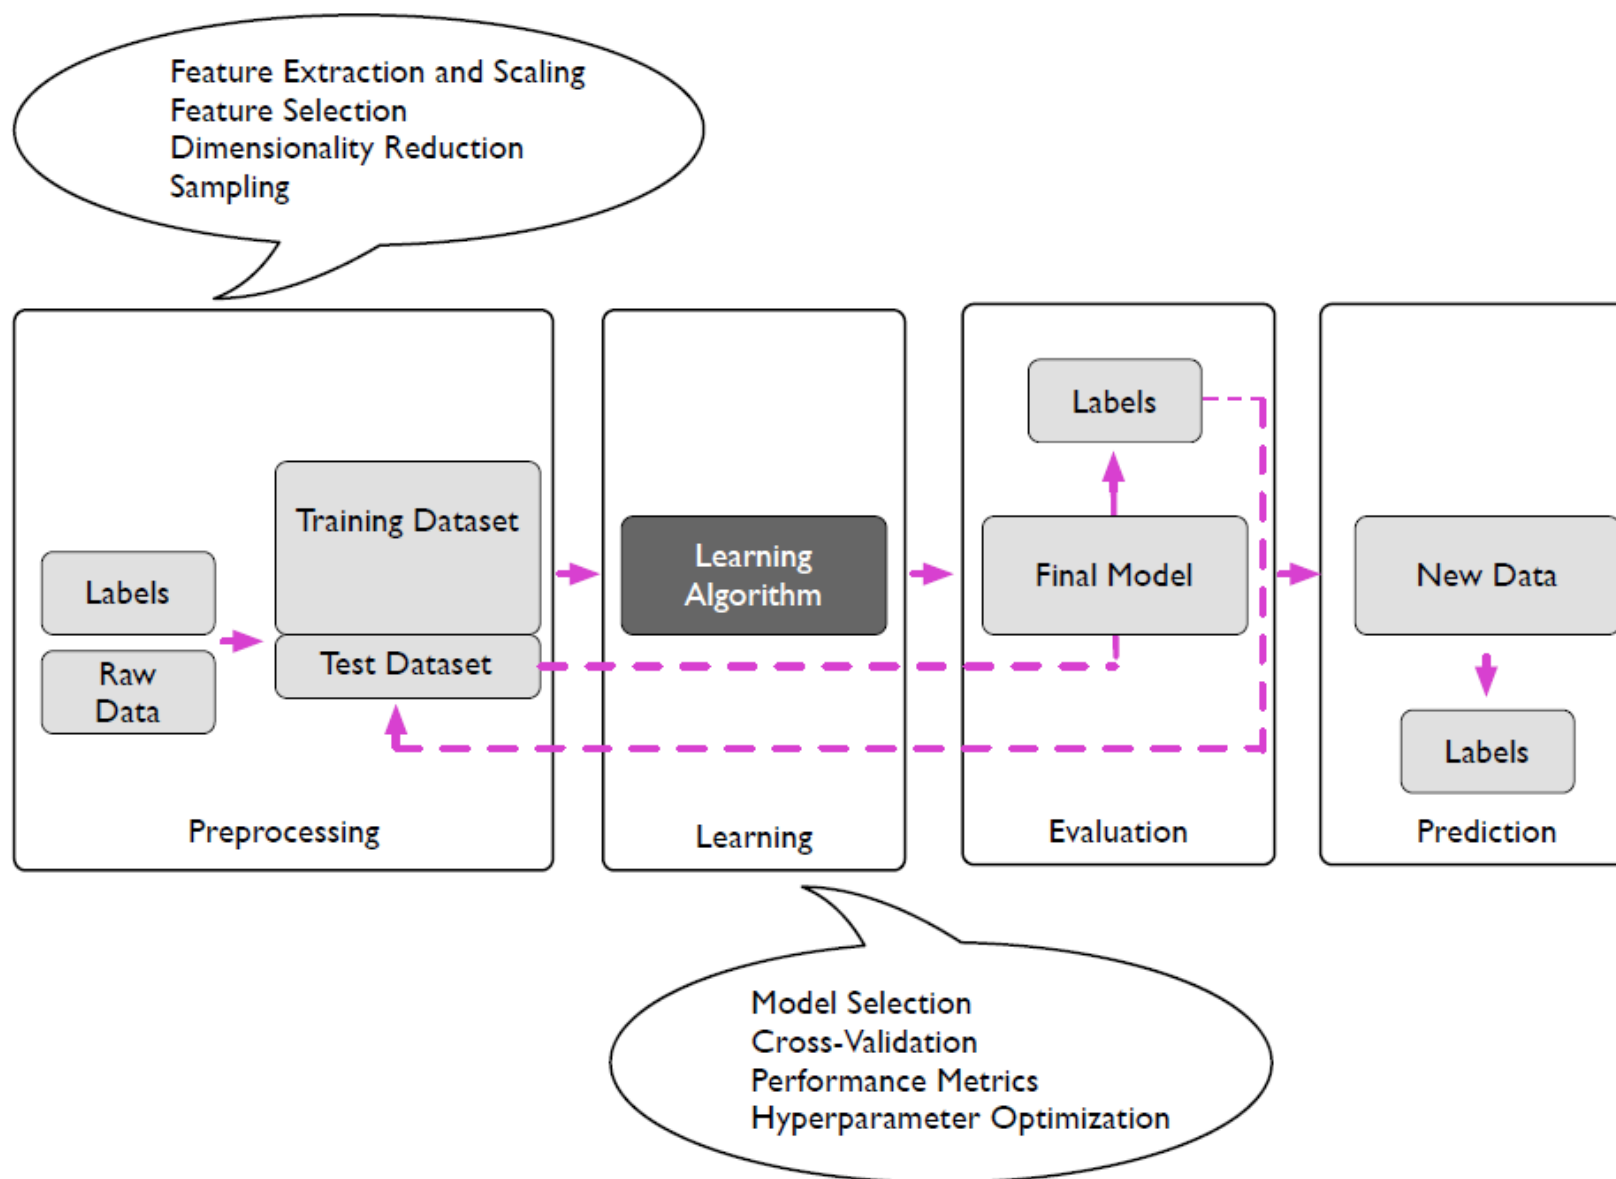 Feature Extraction and Scaling
Feature Selection
Dimensionality Reduction
Sampling
Labels
Raw
Data
Training Dataset
Test Dataset
Preprocessing
Learning
Algorithm
Learning
Labels
Final Model
Evaluation
New Data
Labels
Prediction
Model Selection
Cross-Validation
Performance Metrics
Hyperparameter Optimization